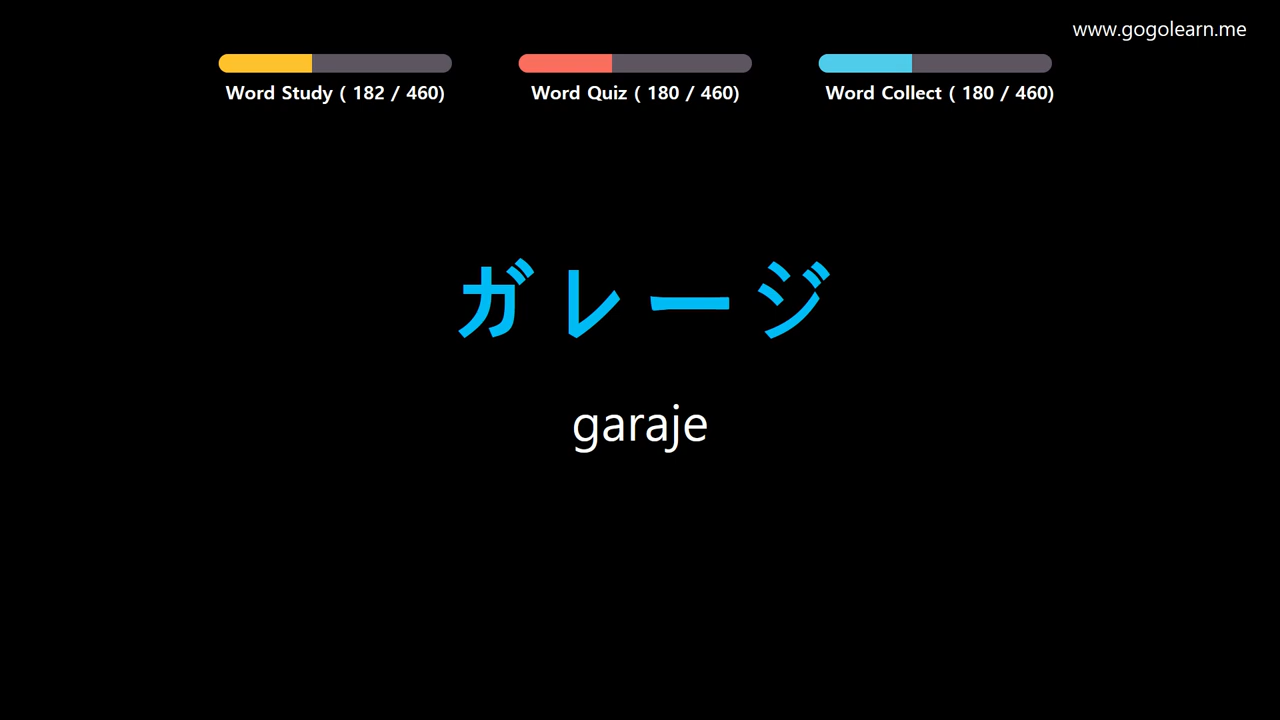 www.gogolearn.me
Word Study ( 182 / 460)
Word Quiz ( 180 / 460)
Word Collect ( 180 / 460)
ガレージ
garaje